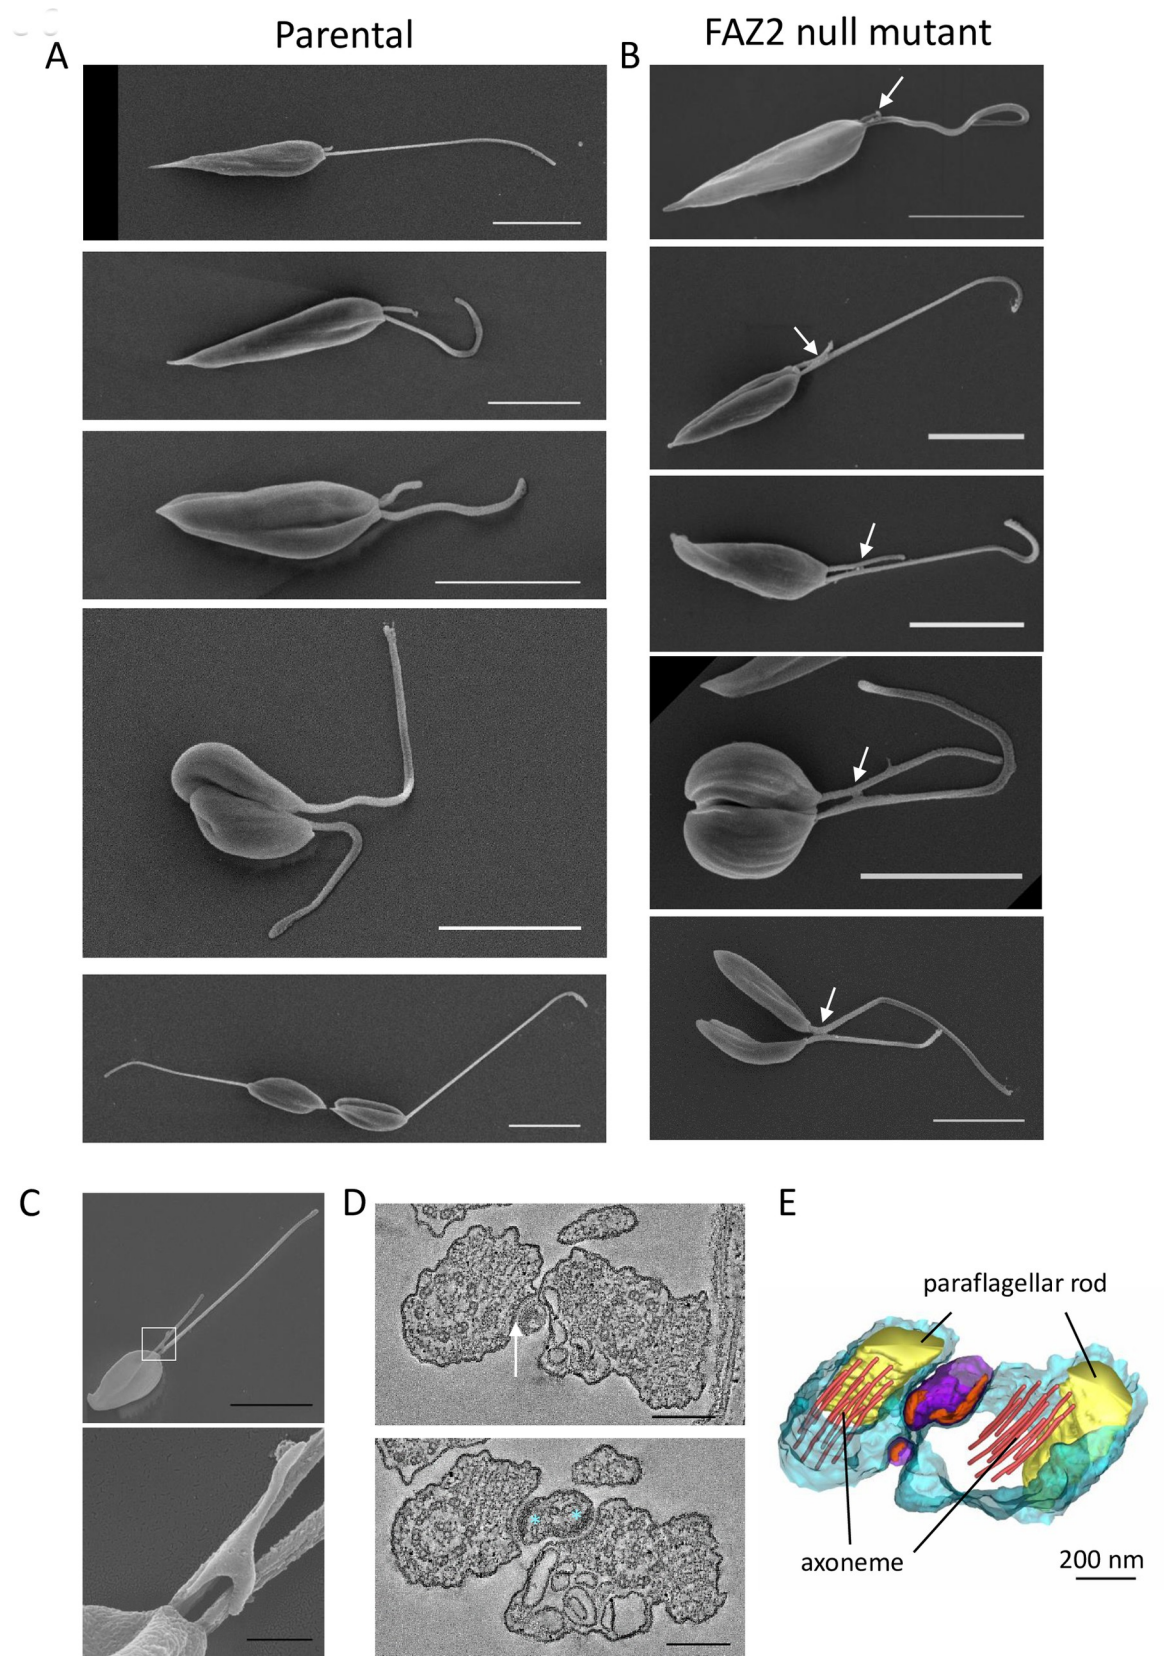 Parental
FAZ2 null mutant
A
B
C
D
E
paraflagellar rod
axoneme
200 nm